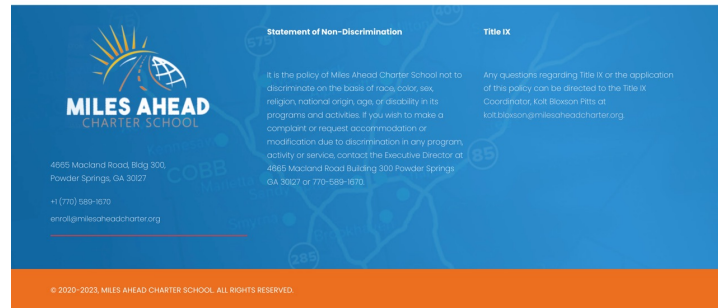 MILES AHEAD
CHARTER SCHOOL
4665 Macland Road, Bldg 300,
Powder Springs, GA 30127
+1 (770) 589-1670
enroll@milesaheadcharter.org
Statement of Non-Discrimination
It is the policy of Miles Ahead Charter School not to
discriminate on the basis of race, color, sex,
religion, national origin, age, or disability in its
programs and activities. If you wish to make a
complaint or request accommodation or
modification due to discrimination in any program,
activity or service, contact the Executive Director at
4665 Macland Road Building 300 Powder Springs
GA 30127 or 770-589-1670
Title IX
Any questions regarding Title IX or the application
of this policy can be directed to the Title IX
Coordinator, Kolt Bloxson Pitts at
kolt.bloxson@milesaheadcharter.org
575
400
COBB
85
285
© 2020-2023, MILES AHEAD CHARTER SCHOOL. ALL RIGHTS RESERVED.